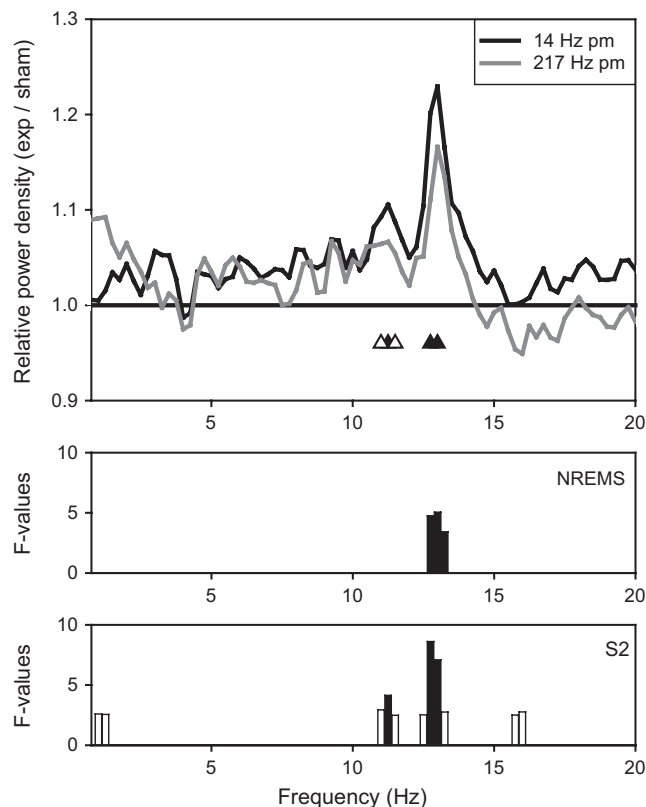 1.3
14 Hz pm
217 Hz pm
1.2
1.1
1.0
0.9
Relative power density (exp / sham)
5 10 15 20
10
5
0
F-values
NREMS
5 10 15 20
10
5
0
F-values
S2
5 10 15 20
Frequency (Hz)